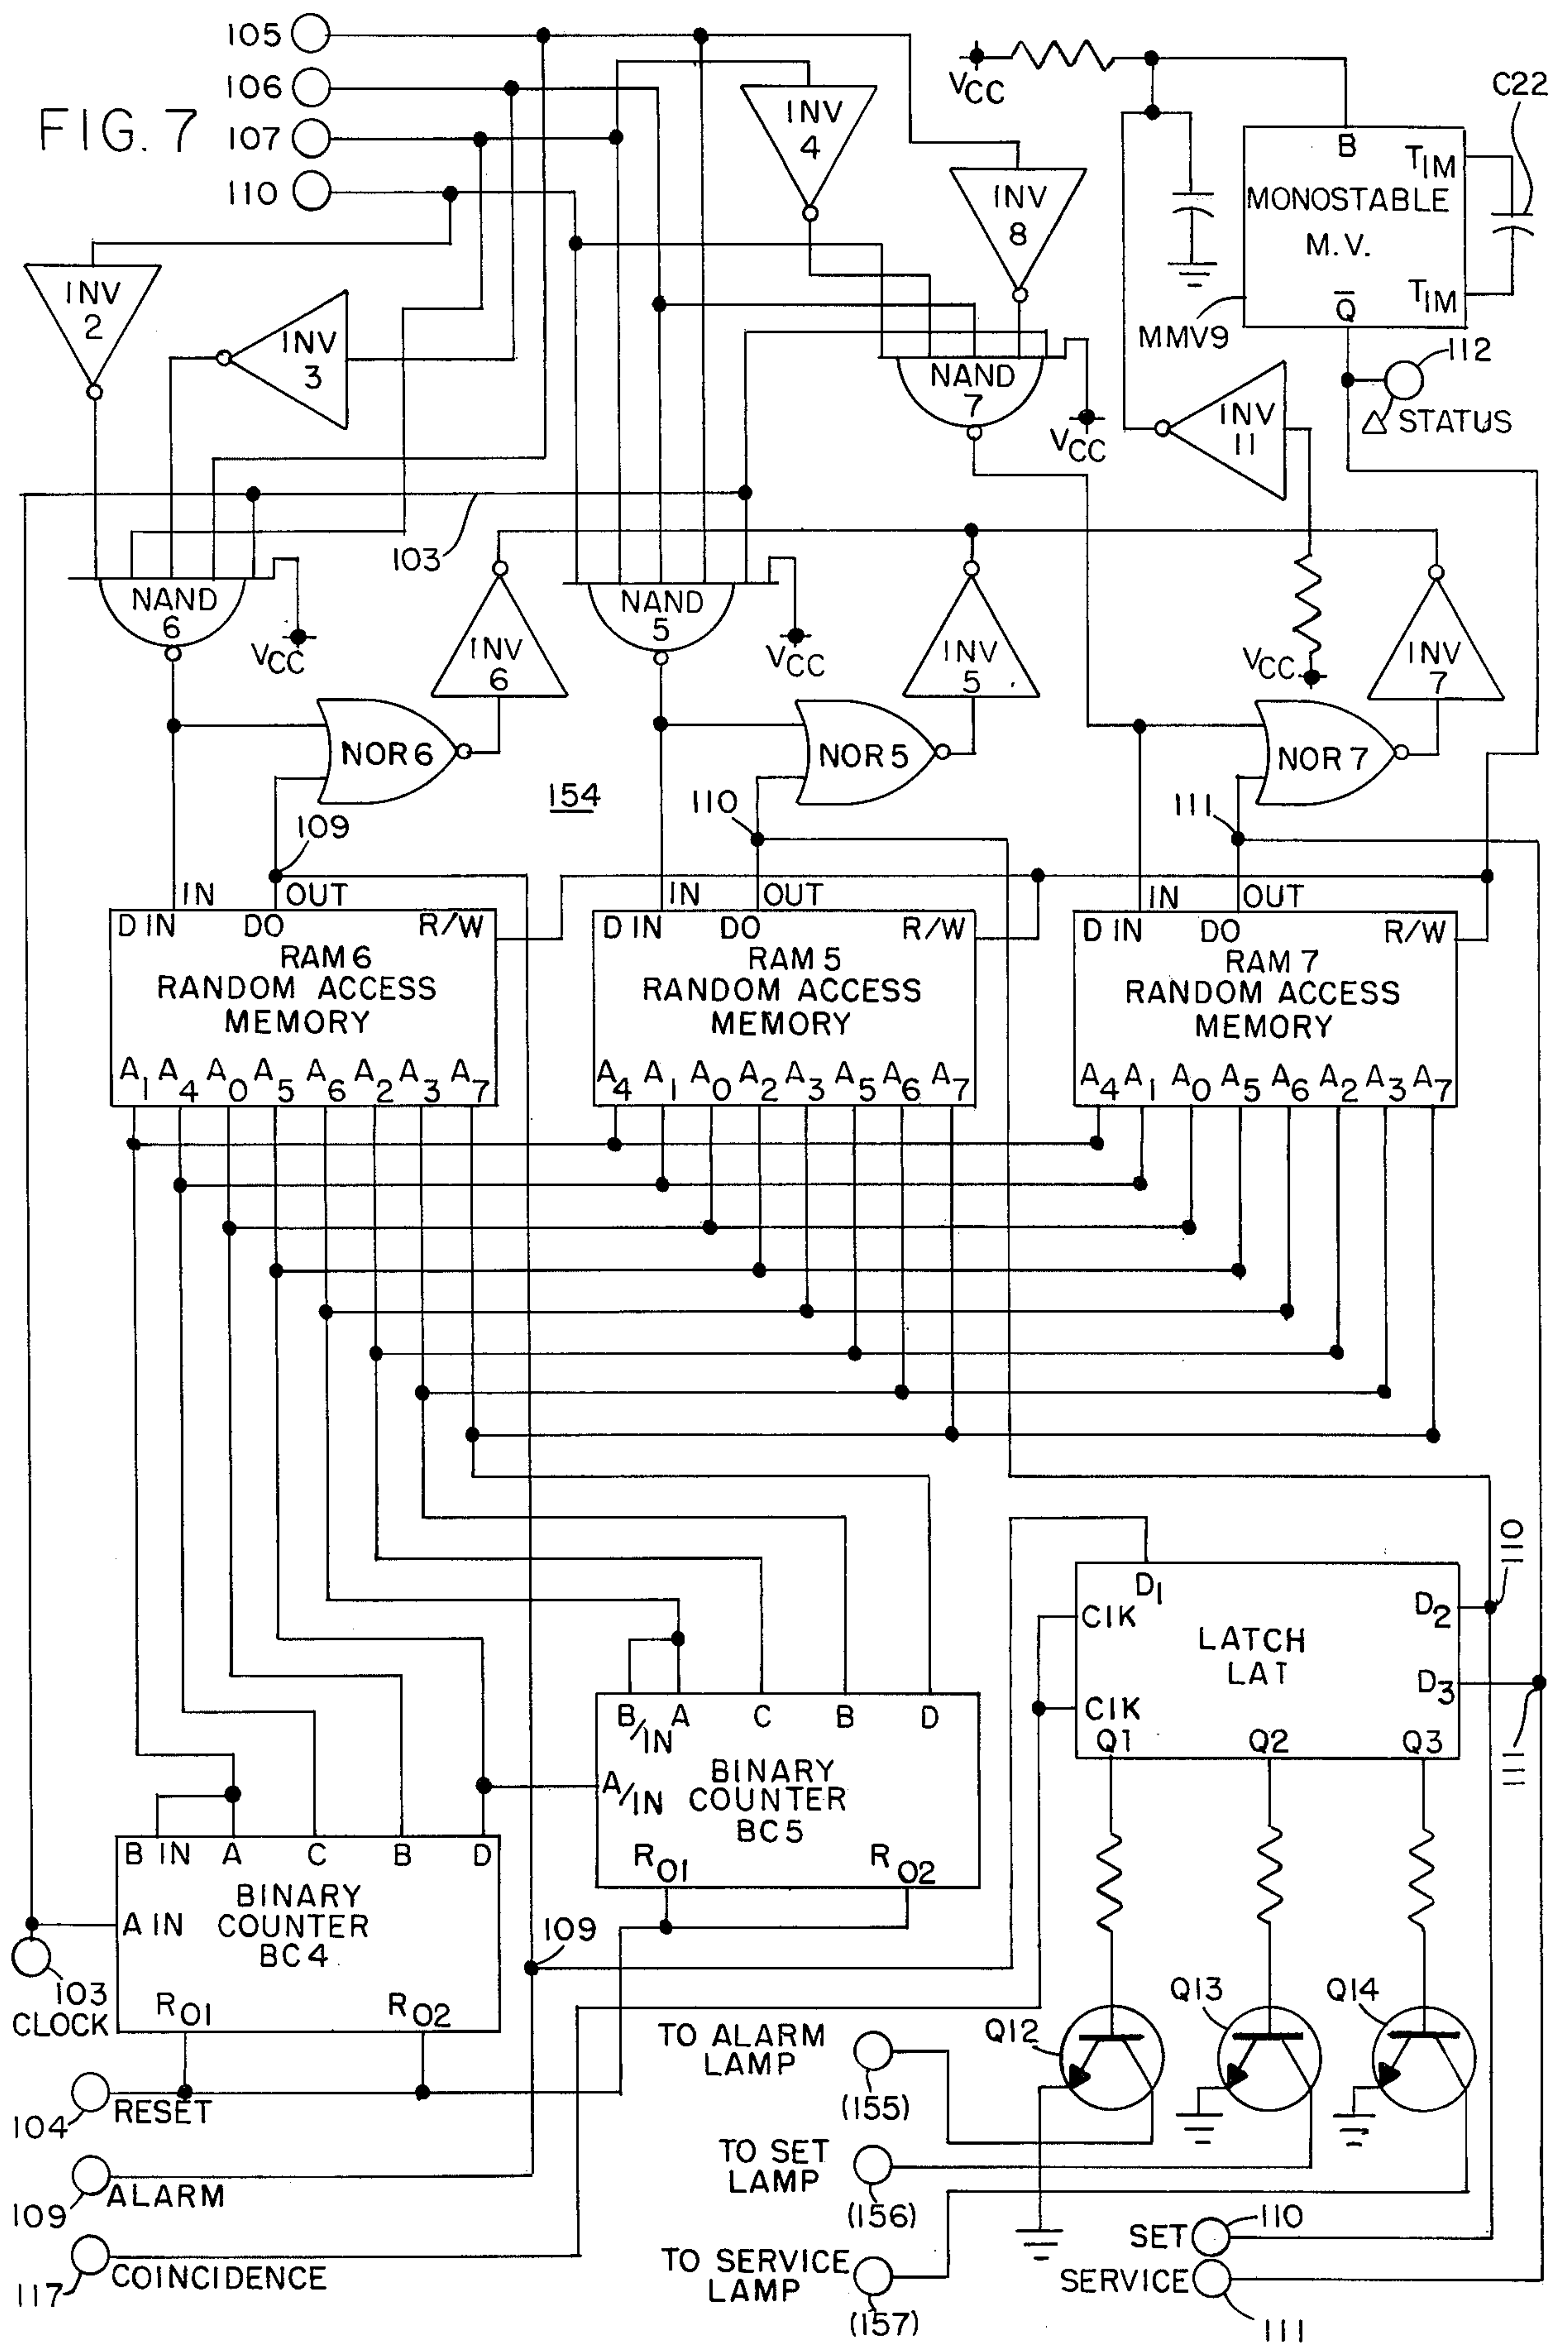 FIG. 7
105
106
107
110
VCC
C22
INV 4
INV 8
B
TIM
MONOSTABLE
M.V.
TIM
Q̅
MMV9
112
△ STATUS
INV 2
INV 3
NAND 7
VCC
INV 11
103
NAND 6
VCC
INV 6
NAND 5
VCC
INV 5
VCC
INV 7
NOR 6
NOR 5
NOR 7
154
109
110
111
IN OUT
IN OUT
IN OUT
D IN DO R/W
RAM 6
RANDOM ACCESS
MEMORY
A1 A4 A0 A5 A6 A2 A3 A7
D IN DO R/W
RAM 5
RANDOM ACCESS
MEMORY
A4 A1 A0 A2 A3 A5 A6 A7
D IN DO R/W
RAM 7
RANDOM ACCESS
MEMORY
A4 A1 A0 A5 A6 A2 A3 A7
110
D1
CIK
D2
LATCH
LAT
D3
CIK
Q1 Q2 Q3
111
B/IN A C B D
A/IN
BINARY
COUNTER
BC5
RO1 RO2
B IN A C B D
A IN
BINARY
COUNTER
BC4
RO1 RO2
103
CLOCK
109
104
RESET
109
ALARM
117
COINCIDENCE
Q12
Q13
Q14
TO ALARM
LAMP
(155)
TO SET
LAMP
(156)
TO SERVICE
LAMP
(157)
SET
110
SERVICE
111